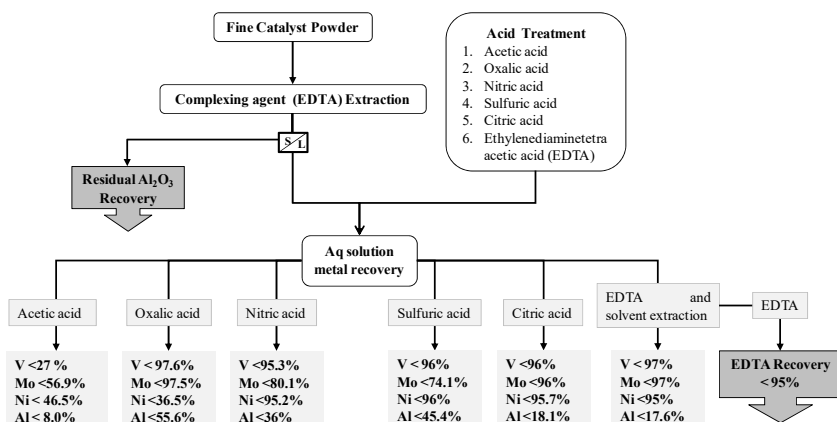 Fine Catalyst Powder
Complexing agent (EDTA) Extraction
S L
Residual Al₂O₃
Recovery
Acid Treatment
1. Acetic acid
2. Oxalic acid
3. Nitric acid
4. Sulfuric acid
5. Citric acid
6. Ethylenediaminetetra
acetic acid (EDTA)
Aq solution
metal recovery
Acetic acid
Oxalic acid
Nitric acid
Sulfuric acid
Citric acid
EDTA and
solvent extraction
EDTA
V <27 %
Mo <56.9%
Ni < 46.5%
Al < 8.0%
V < 97.6%
Mo <97.5%
Ni <36.5%
Al <55.6%
V <95.3%
Mo <80.1%
Ni <95.2%
Al <36%
V < 96%
Mo <74.1%
Ni <96%
Al <45.4%
V <96%
Mo <96%
Ni <95.7%
Al <18.1%
V < 97%
Mo <97%
Ni <95%
Al <17.6%
EDTA Recovery
< 95%